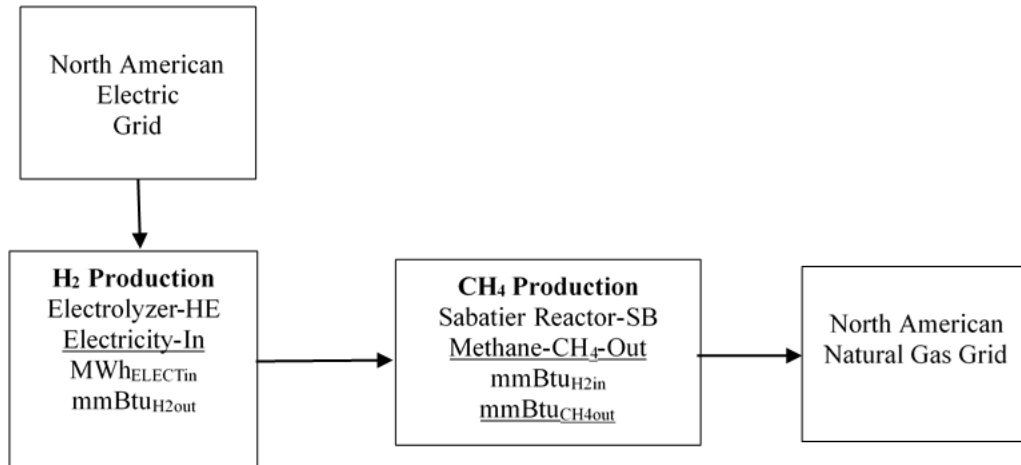 North American
Electric
Grid
H₂ Production
Electrolyzer-HE
Electricity-In
MWhELECTin
mmBtuH2out
CH₄ Production
Sabatier Reactor-SB
Methane-CH₄-Out
mmBtuH2in
mmBtuCH4out
North American
Natural Gas Grid